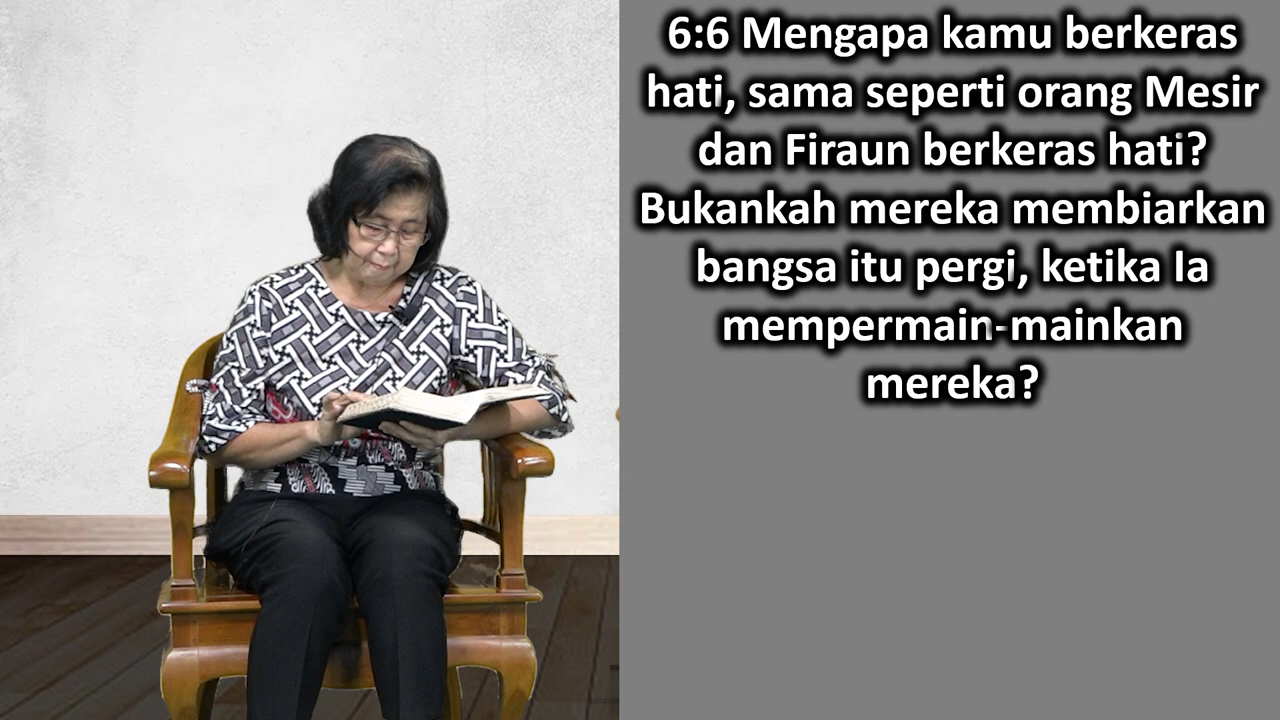 6:6 Mengapa kamu berkeras
hati, sama seperti orang Mesir
dan Firaun berkeras hati?
Bukankah mereka membiarkan
bangsa itu pergi, ketika Ia
mempermain-mainkan
mereka?